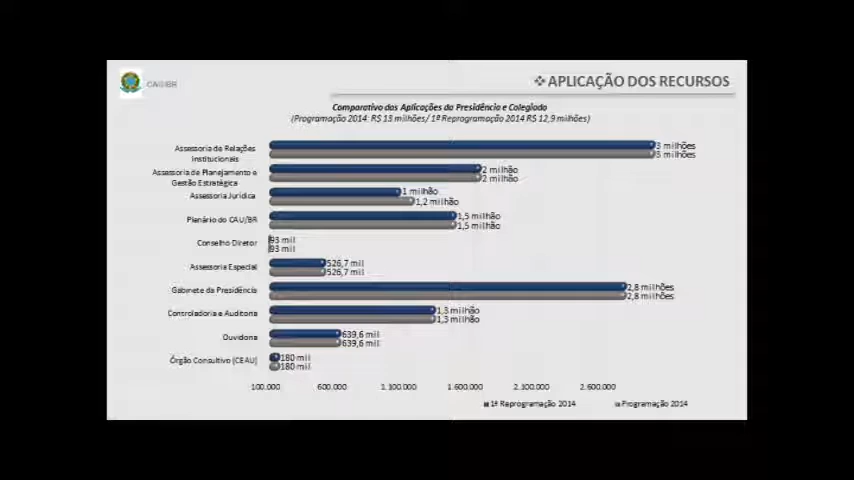 CAU/BR
❖ APLICAÇÃO DOS RECURSOS
Comparativo das Aplicações da Presidência e Colegiado
(Programação 2014: R$ 13 milhões/ 1ª Reprogramação 2014 R$ 12,9 milhões)
Assessoria de Relações
Institucionais
3 milhões
3 milhões
Assessoria de Planejamento e
Gestão Estratégica
2 milhão
2 milhão
Assessoria Jurídica
1 milhão
1,2 milhão
Plenário do CAU/BR
1,5 milhão
1,5 milhão
Conselho Diretor
93 mil
93 mil
Assessoria Especial
526,7 mil
526,7 mil
Gabinete da Presidência
2,8 milhões
2,8 milhões
Controladoria e Auditoria
1,3 milhão
1,3 milhão
Ouvidoria
639,6 mil
639,6 mil
Órgão Consultivo (CEAU)
180 mil
180 mil
100.000 600.000 1.100.000 1.600.000 2.100.000 2.600.000
1ª Reprogramação 2014 Programação 2014